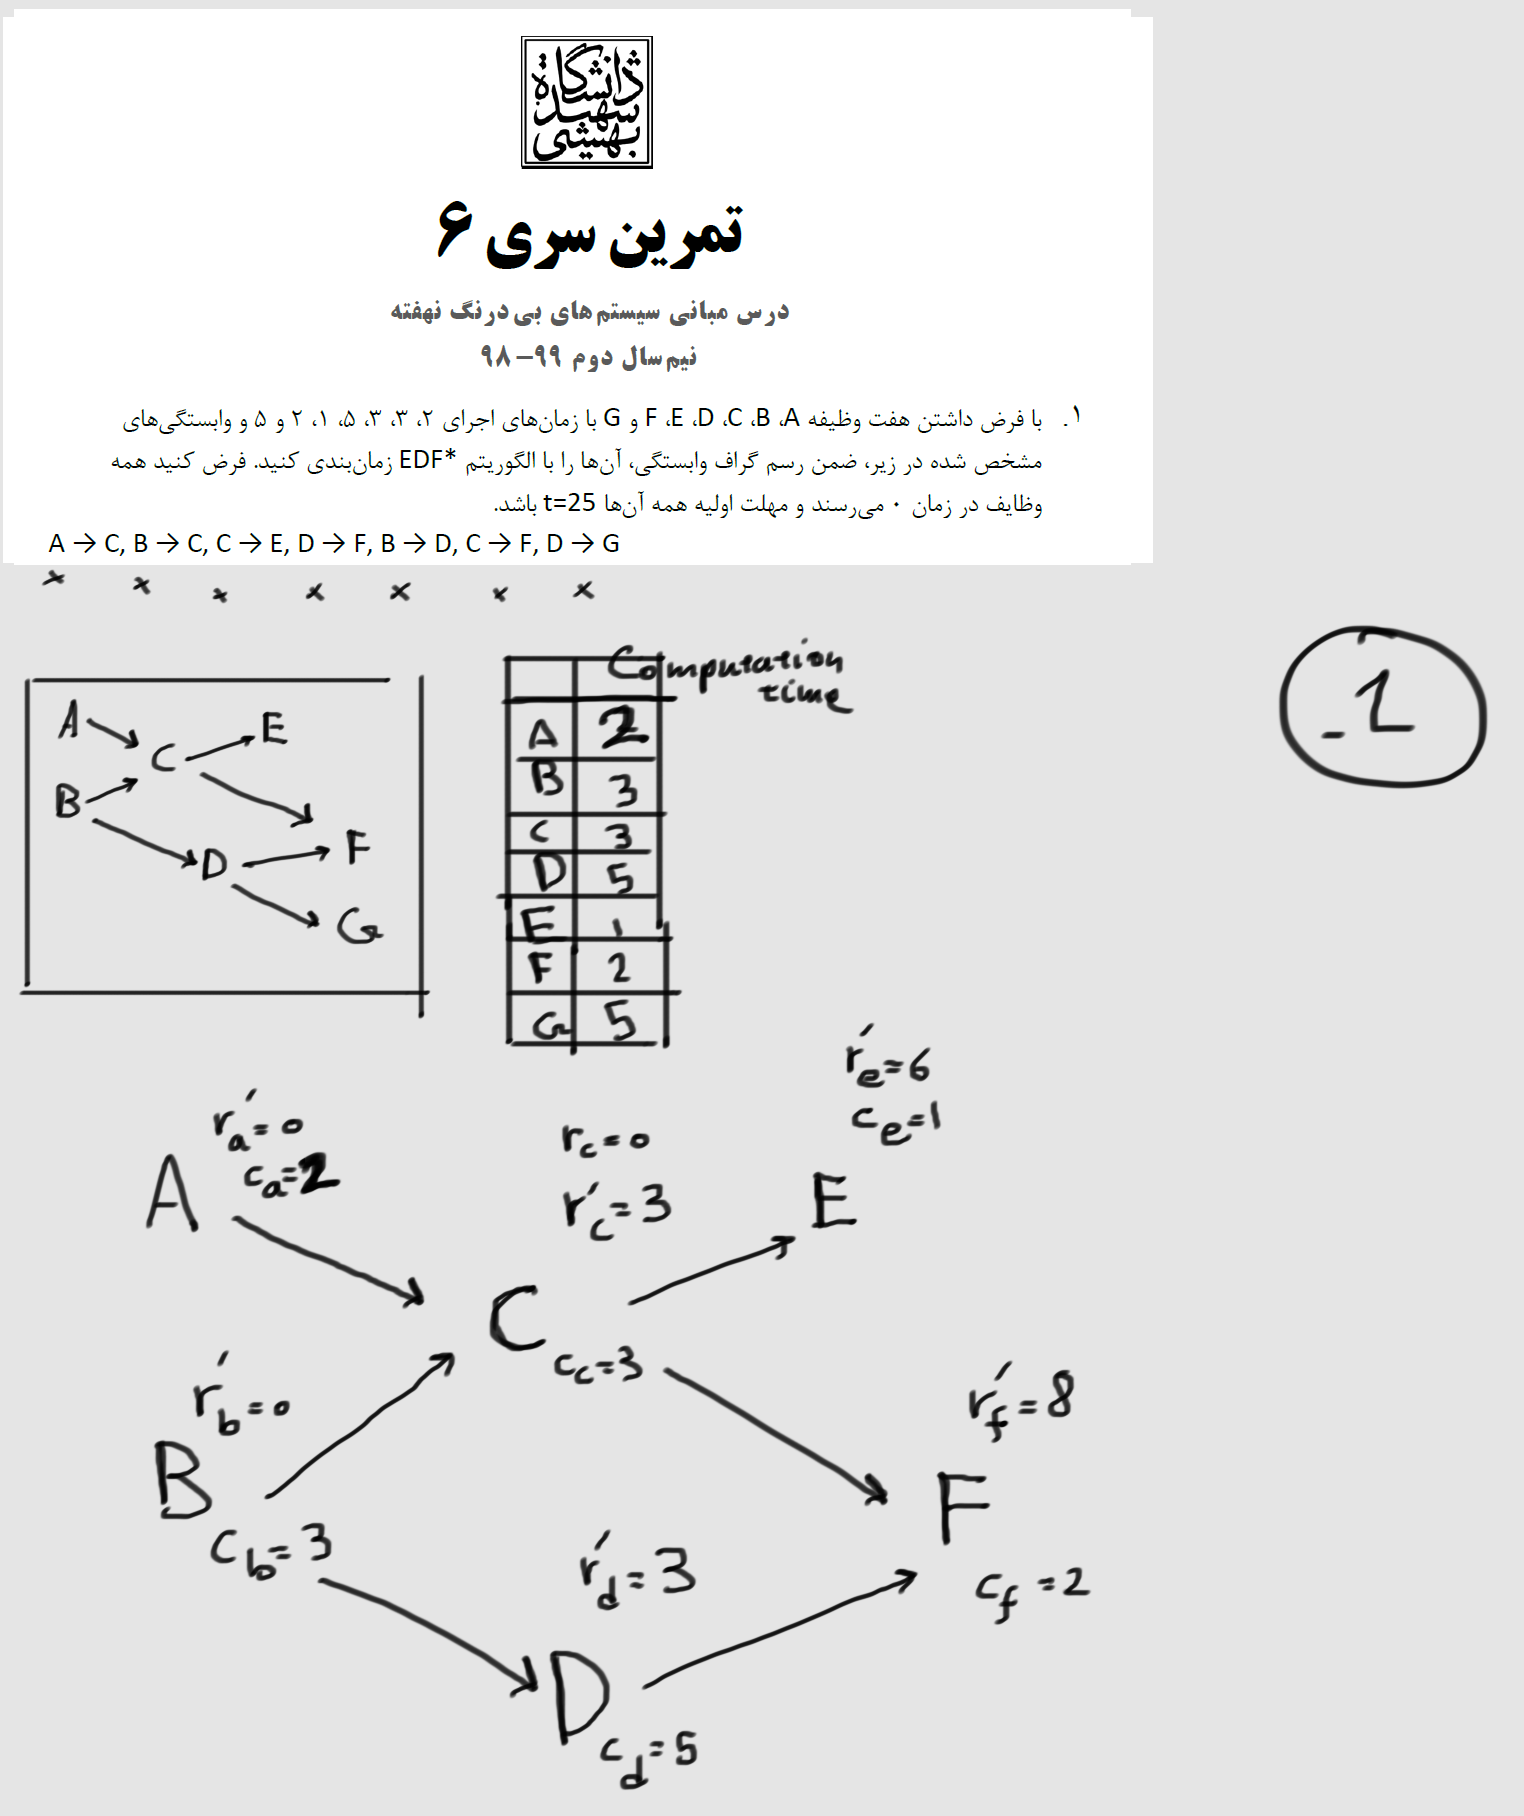 دانشگاه شهید بهشتی
تمرین سری ۶
درس مبانی سیستم‌های بی‌درنگ نهفته
نیم‌سال دوم ۹۹-۹۸
۱. با فرض داشتن هفت وظیفه A، B، C، D، E، F و G با زمان‌های اجرای ۲، ۳، ۳، ۵، ۱، ۲ و ۵ و وابستگی‌های
مشخص شده در زیر، ضمن رسم گراف وابستگی، آن‌ها را با الگوریتم EDF* زمان‌بندی کنید. فرض کنید همه
وظایف در زمان ۰ می‌رسند و مهلت اولیه همه آن‌ها t=25 باشد.
A → C, B → C, C → E, D → F, B → D, C → F, D → G
x x x x x x x
-1
A C E
B D F
G
Computation time
A 2
B 3
C 3
D 5
E 1
F 2
G 5
r'e=6
ce=1
r'a=0
ca=2
A
rc=0
r'c=3
E
C
cc=3
r'b=0
B
cb=3
r'f=8
F
cf=2
r'd=3
D
cd=5